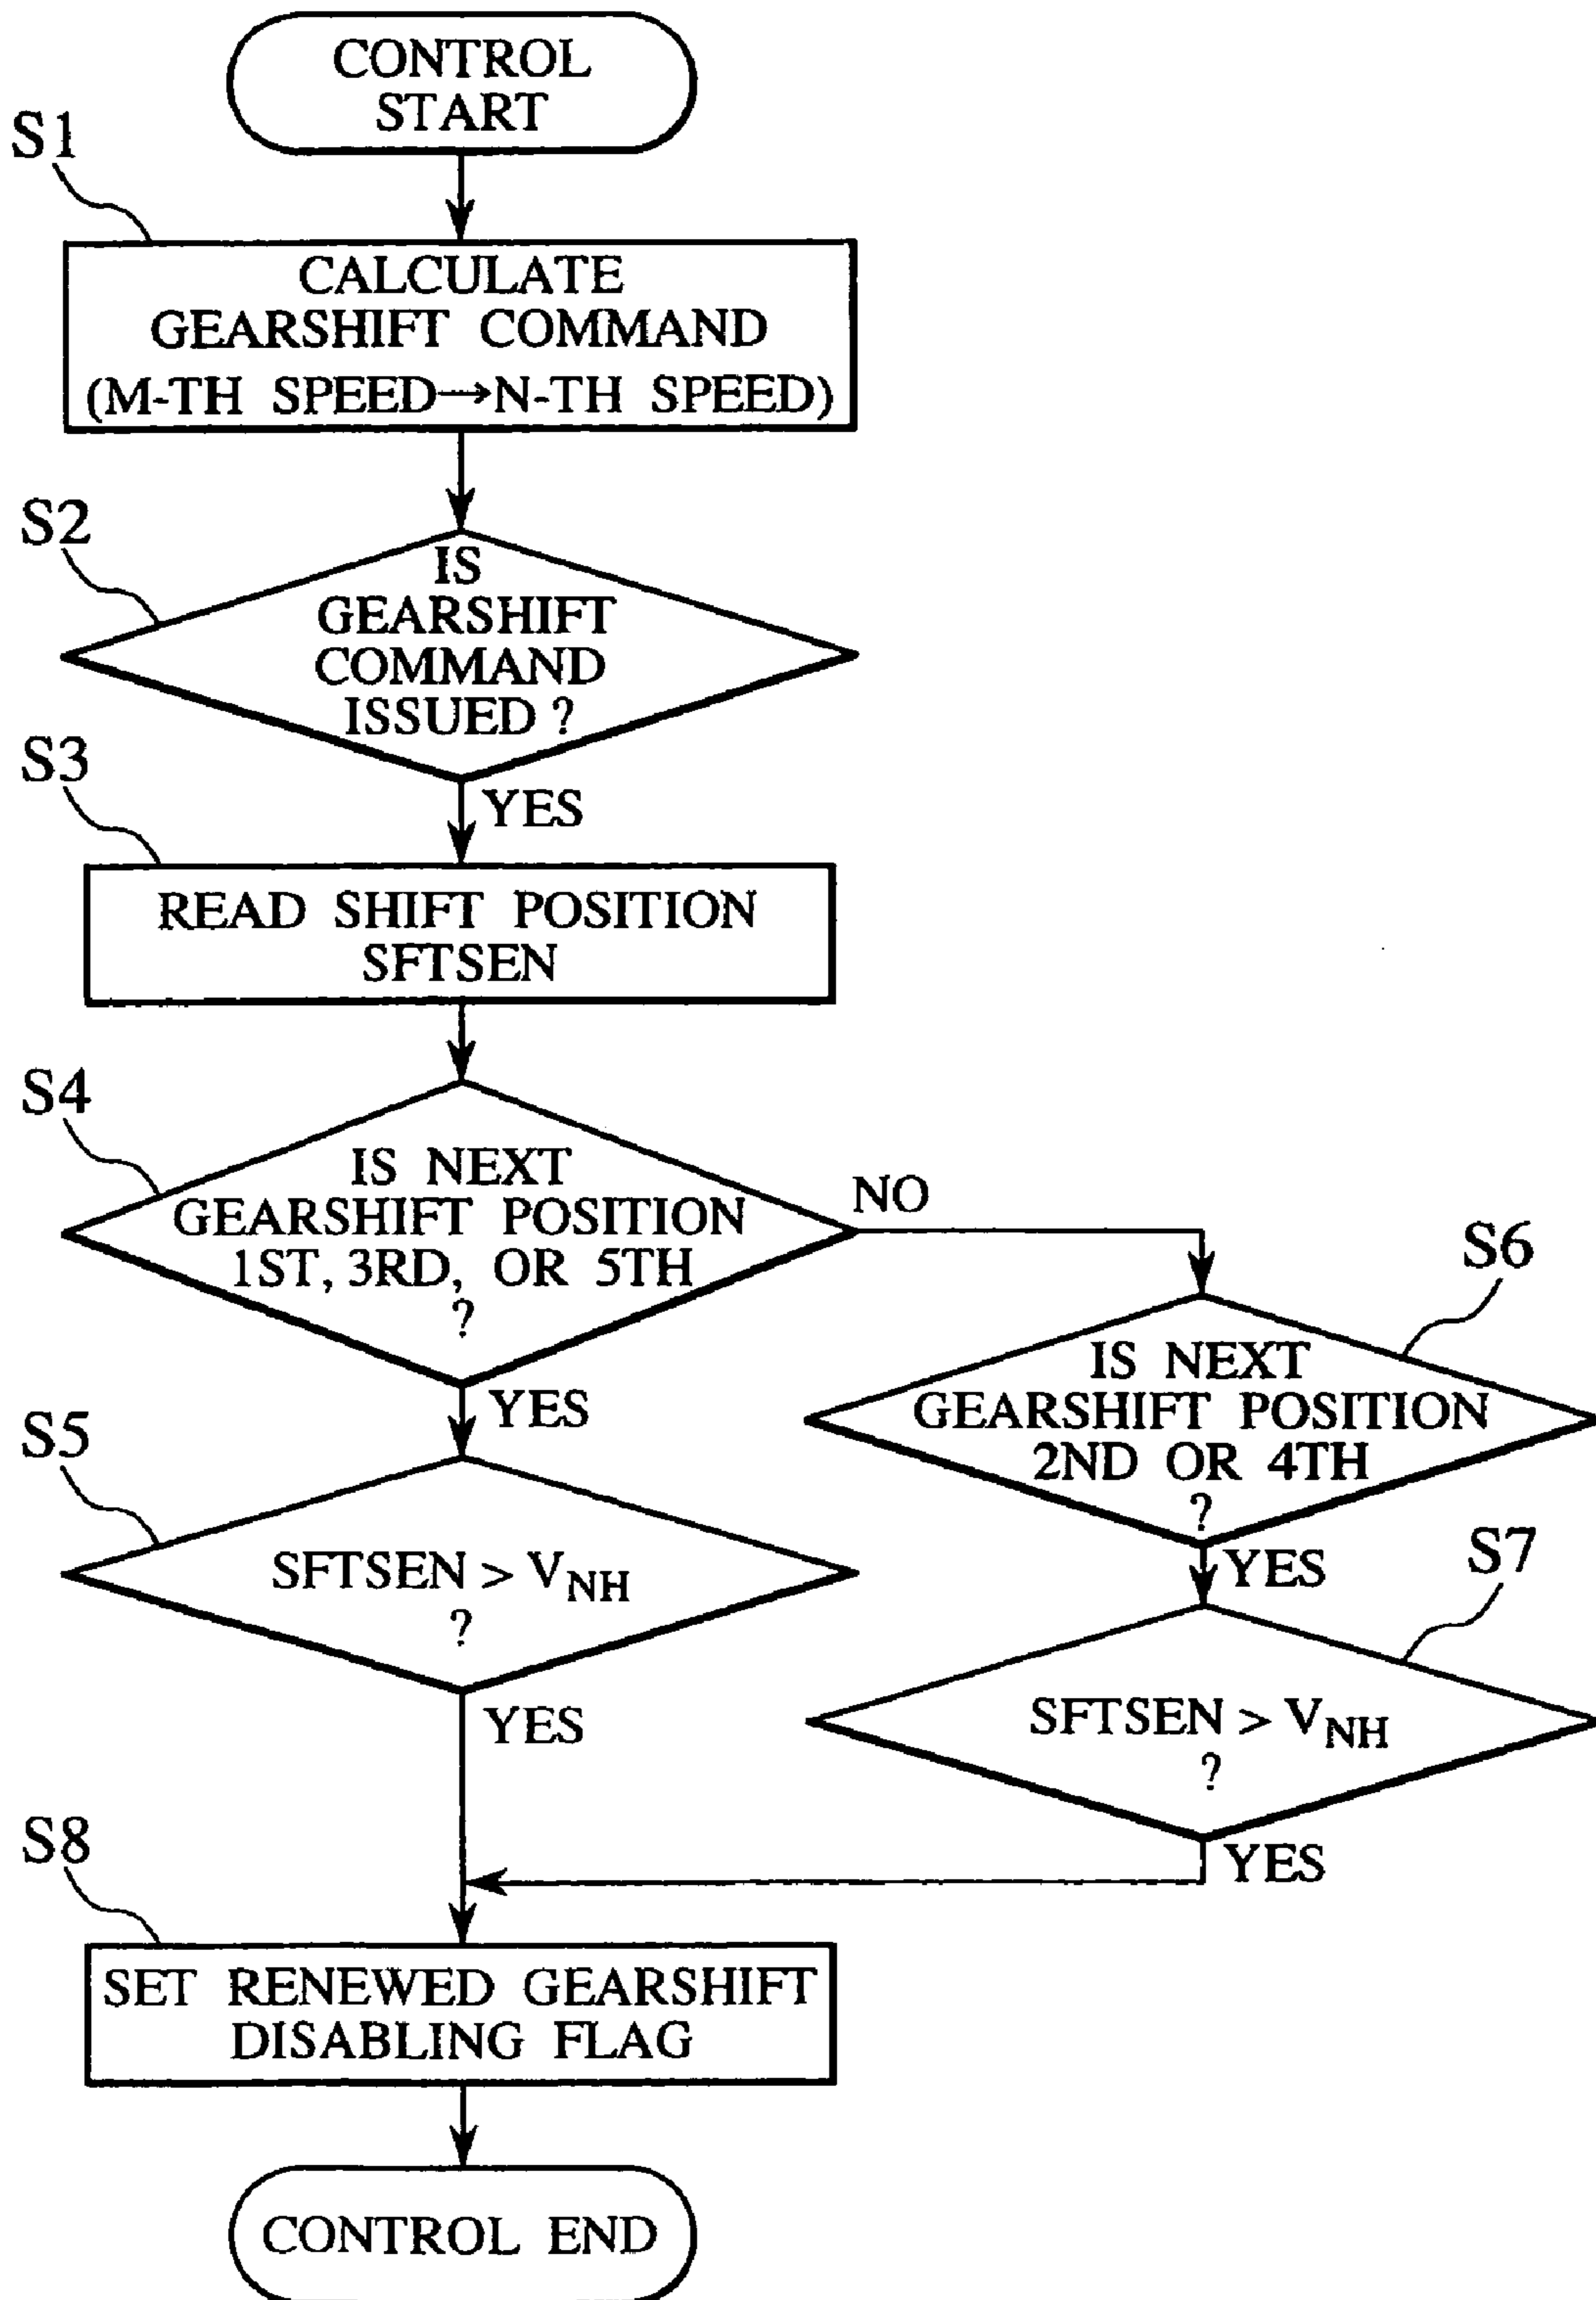 CONTROL
START
S1
CALCULATE
GEARSHIFT COMMAND
(M-TH SPEED→N-TH SPEED)
S2
IS
GEARSHIFT
COMMAND
ISSUED ?
S3
YES
READ SHIFT POSITION
SFTSEN
S4
IS NEXT
GEARSHIFT POSITION
1ST, 3RD, OR 5TH
?
NO
S6
IS NEXT
GEARSHIFT POSITION
2ND OR 4TH
?
YES
S5
SFTSEN > VNH
?
YES
YES
S7
SFTSEN > VNH
?
YES
S8
SET RENEWED GEARSHIFT
DISABLING FLAG
CONTROL END